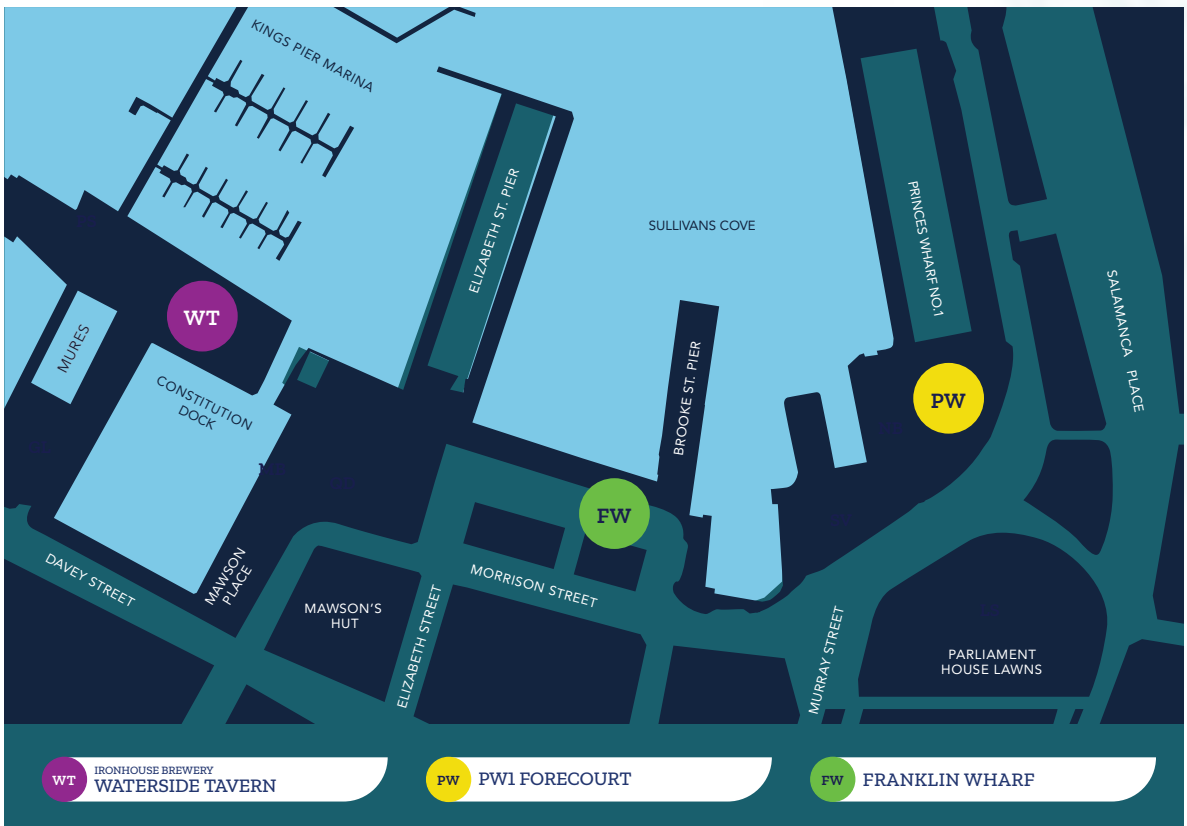 KINGS PIER MARINA
ELIZABETH ST. PIER
SULLIVANS COVE
PRINCES WHARF NO.1
SALAMANCA PLACE
WT
MURES
CONSTITUTION
DOCK
BROOKE ST. PIER
PW
FW
DAVEY STREET
MAWSON
PLACE
MAWSON'S
HUT
ELIZABETH STREET
MORRISON STREET
MURRAY STREET
PARLIAMENT
HOUSE LAWNS
WT
IRONHOUSE BREWERY
WATERSIDE TAVERN
PW
PW1 FORECOURT
FW
FRANKLIN WHARF